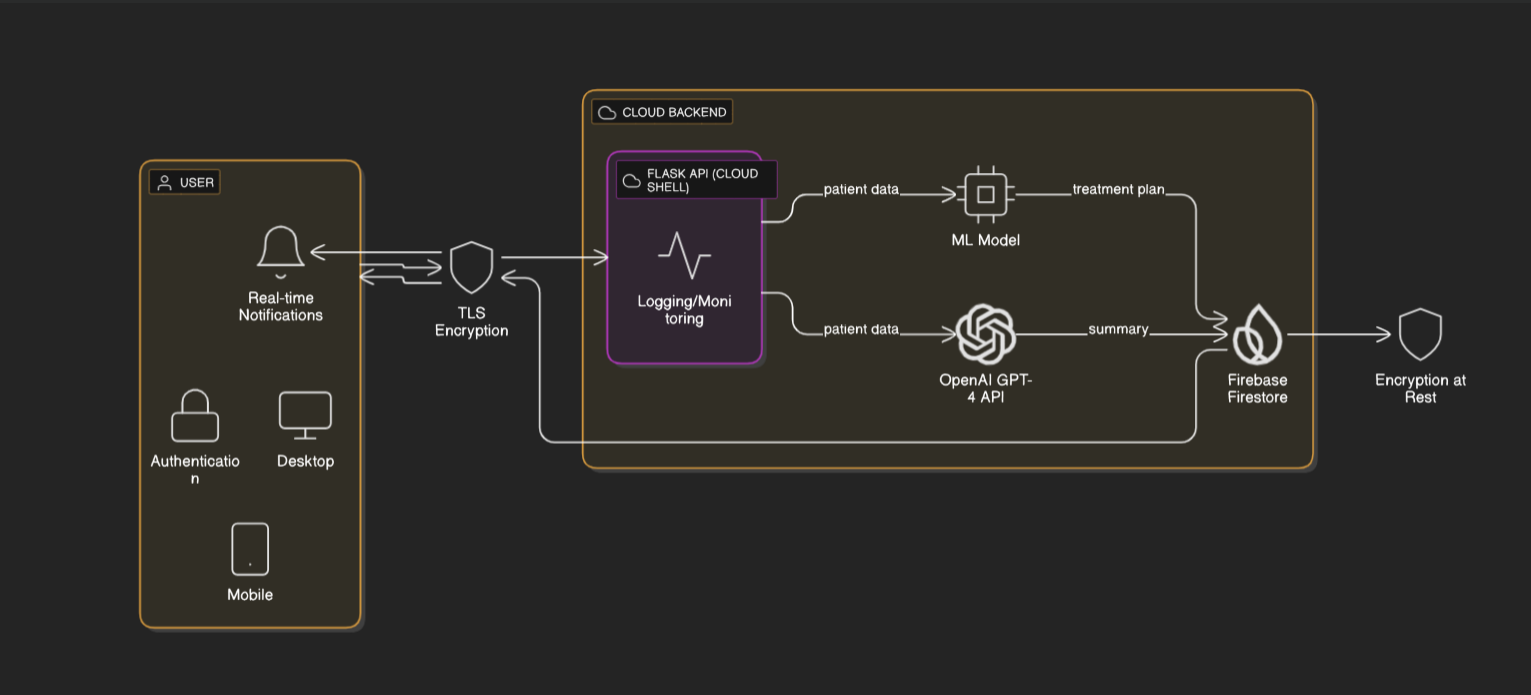 USER
Real-time
Notifications
Authenticatio
n
Desktop
Mobile
TLS
Encryption
CLOUD BACKEND
FLASK API (CLOUD
SHELL)
Logging/Moni
toring
patient data
ML Model
treatment plan
patient data
OpenAI GPT-
4 API
summary
Firebase
Firestore
Encryption at
Rest